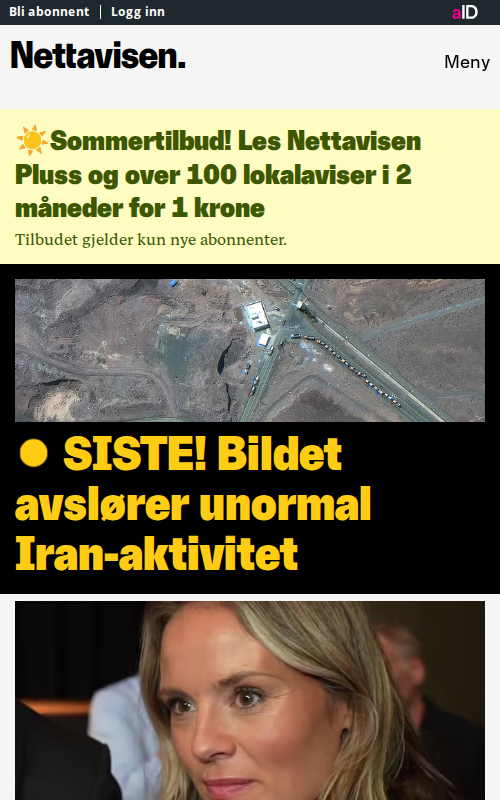 Bli abonnent
Logg inn
aID
Nettavisen.
Meny
☀️Sommertilbud! Les Nettavisen
Pluss og over 100 lokalaviser i 2
måneder for 1 krone
Tilbudet gjelder kun nye abonnenter.
SISTE! Bildet
avslører unormal
Iran-aktivitet